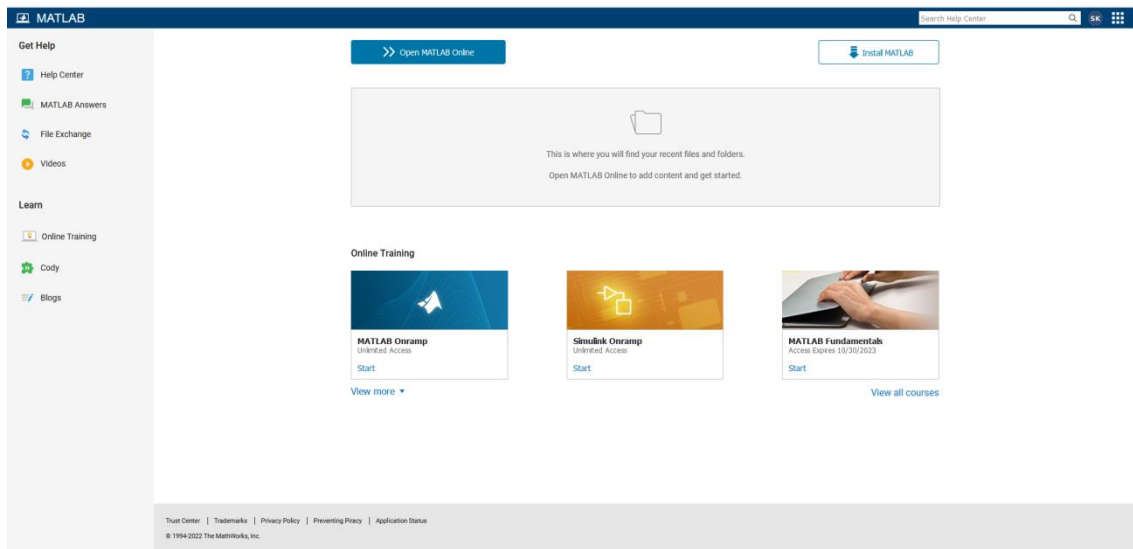 MATLAB
Search Help Center
SK
Get Help
Help Center
MATLAB Answers
File Exchange
Videos
Learn
Online Training
Cody
Blogs
Open MATLAB Online
Install MATLAB
This is where you will find your recent files and folders.
Open MATLAB Online to add content and get started.
Online Training
MATLAB Onramp
Unlimited Access
Start
Simulink Onramp
Unlimited Access
Start
MATLAB Fundamentals
Access Expires 10/30/2023
Start
View more
View all courses
Trust Center | Trademarks | Privacy Policy | Preventing Piracy | Application Status
© 1994-2022 The MathWorks, Inc.